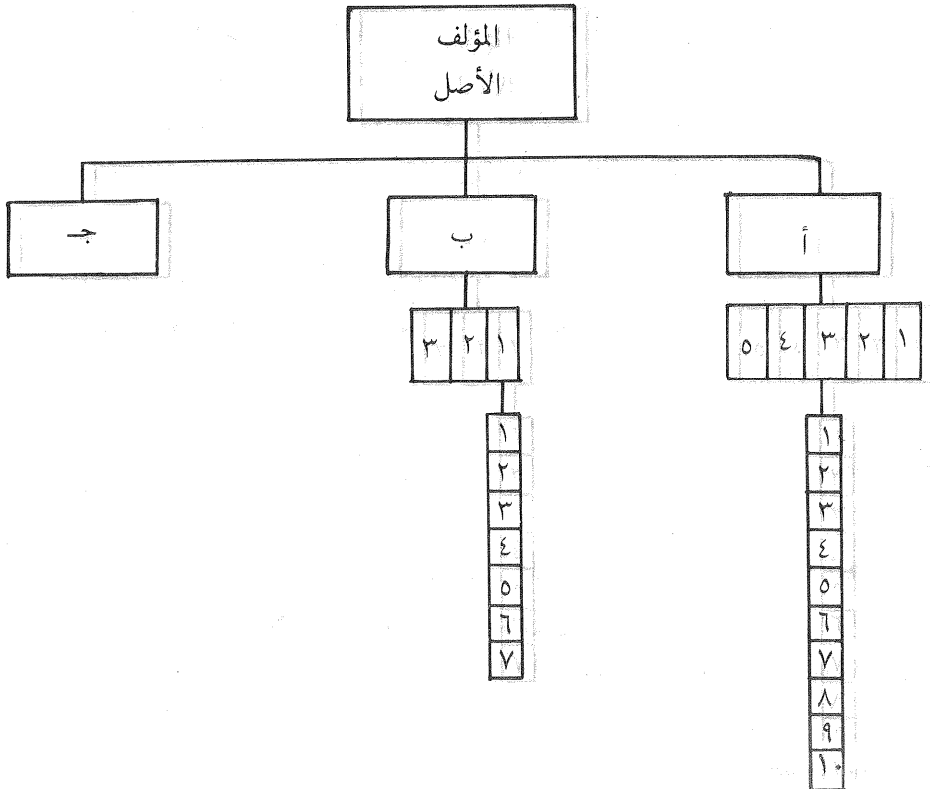 المؤلف
الأصل
أ
ب
جـ
١ ٢ ٣ ٤ ٥
١ ٢ ٣
١
٢
٣
٤
٥
٦
٧
٨
٩
١٠
١
٢
٣
٤
٥
٦
٧